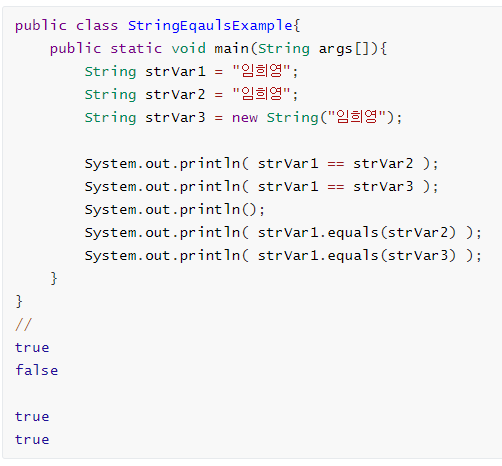 public class StringEqaulsExample{
    public static void main(String args[]){
        String strVar1 = "임희영";
        String strVar2 = "임희영";
        String strVar3 = new String("임희영");

        System.out.println( strVar1 == strVar2 );
        System.out.println( strVar1 == strVar3 );
        System.out.println();
        System.out.println( strVar1.equals(strVar2) );
        System.out.println( strVar1.equals(strVar3) );
    }
}
//
true
false

true
true